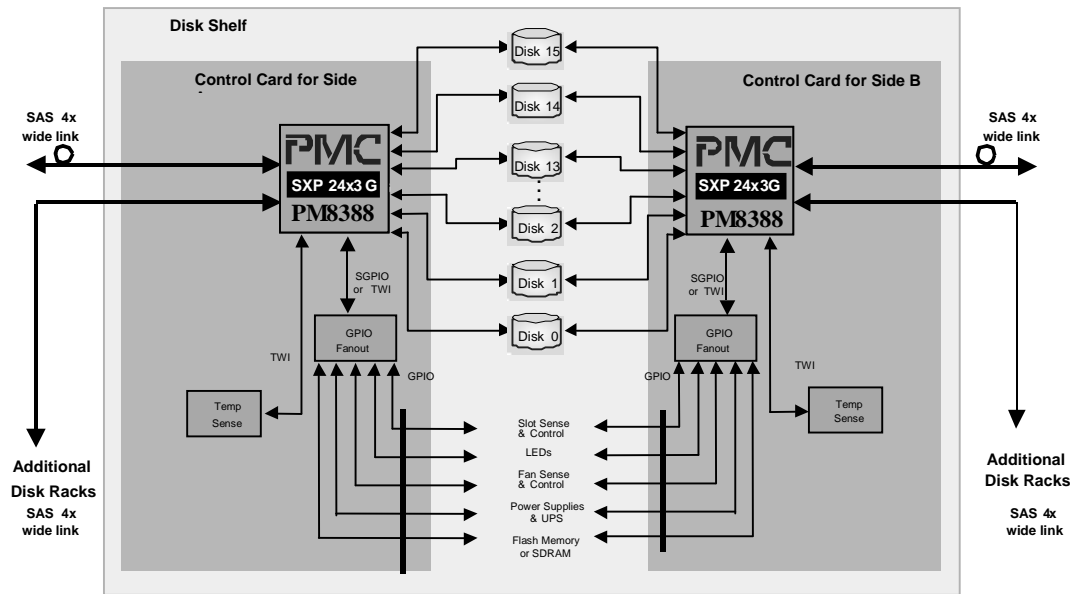 Disk Shelf
Control Card for Side
Control Card for Side B
SAS 4x
wide link
SAS 4x
wide link
PMC
SXP 24x3 G
PM8388
PMC
SXP 24x3G
PM8388
Disk 15
Disk 14
Disk 13
Disk 2
Disk 1
Disk 0
SGPIO
or TWI
SGPIO
or TWI
GPIO
Fanout
GPIO
Fanout
TWI
TWI
GPIO
GPIO
Temp
Sense
Temp
Sense
Slot Sense
& Control
LEDs
Fan Sense
& Control
Power Supplies
& UPS
Flash Memory
or SDRAM
Additional
Disk Racks
SAS 4x
wide link
Additional
Disk Racks
SAS 4x
wide link